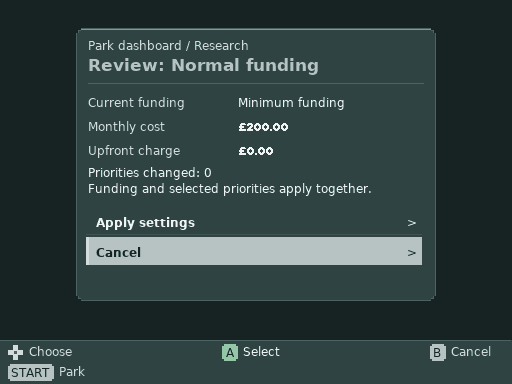 Park dashboard / Research
Review: Normal funding
Current funding Minimum funding
Monthly cost £200.00
Upfront charge £0.00
Priorities changed: 0
Funding and selected priorities apply together.
Apply settings >
Cancel >
Choose A Select B Cancel
START Park